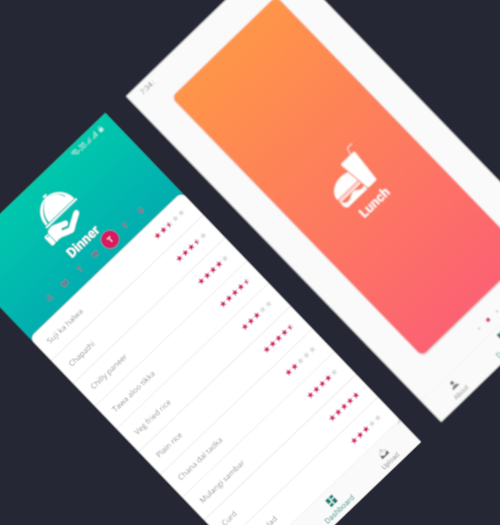 Dinner
S M T W T F S
Suji ka halwa
Chapathi
Chilly paneer
Tawa aloo tikka
Veg fried rice
Plain rice
Chana dal tadka
Mulangi sambar
Curd
Dashboard
Upload
7:34
Lunch
About